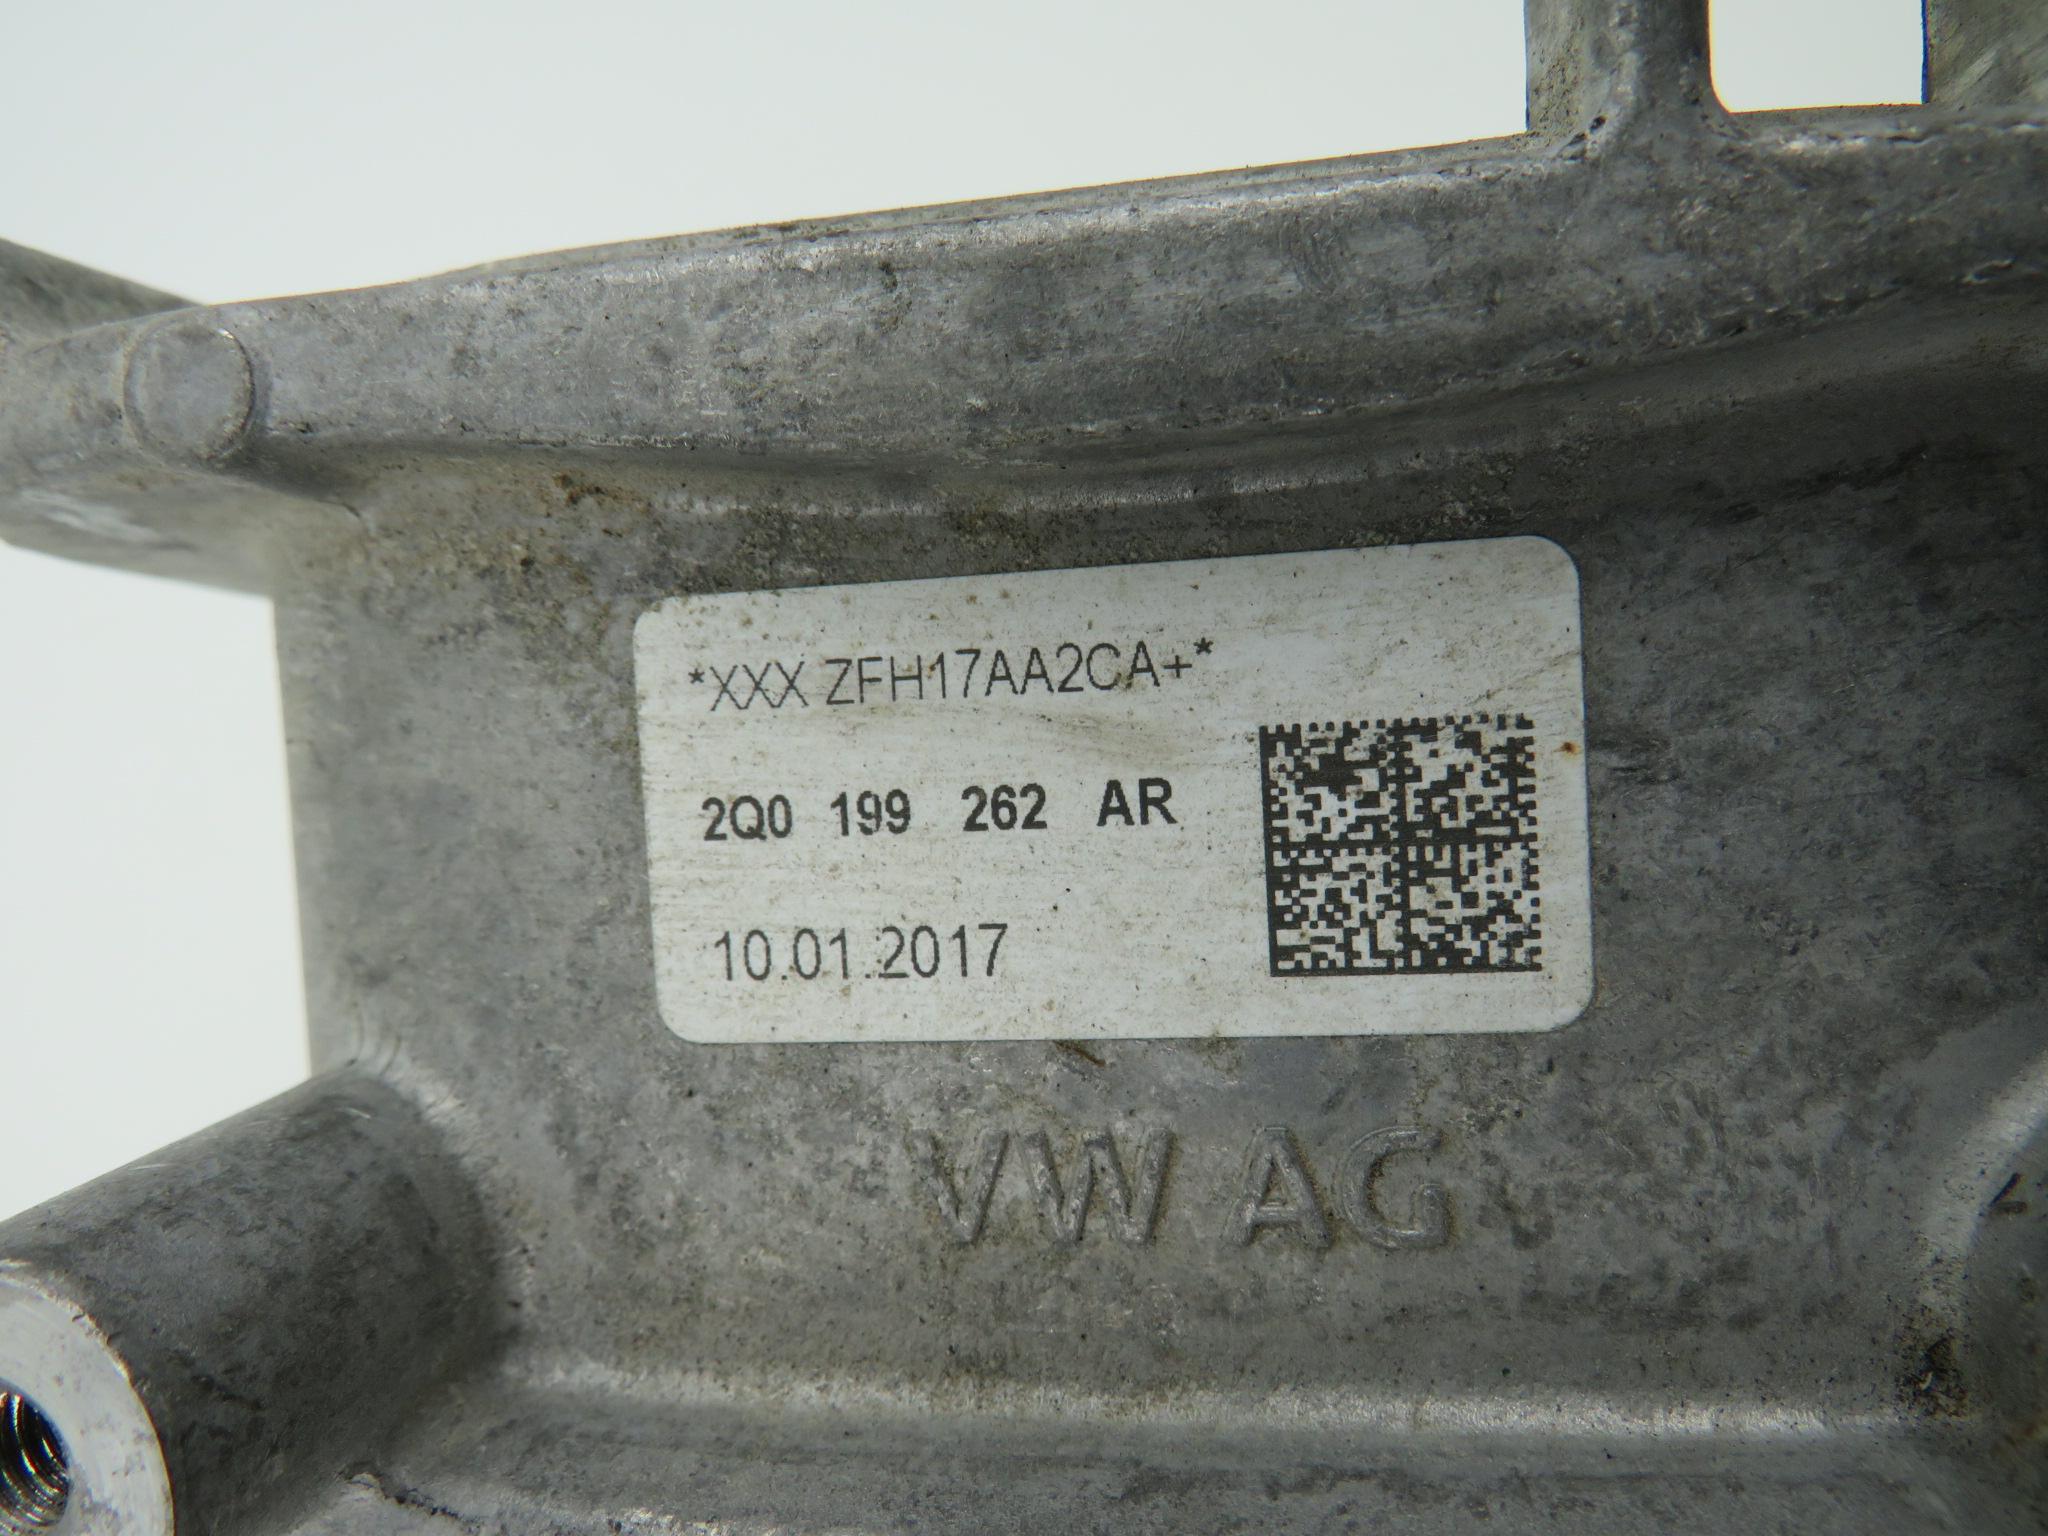 *XXX ZFH17AA2CA+*
2Q0 199 262 AR
10.01.2017
VW AG